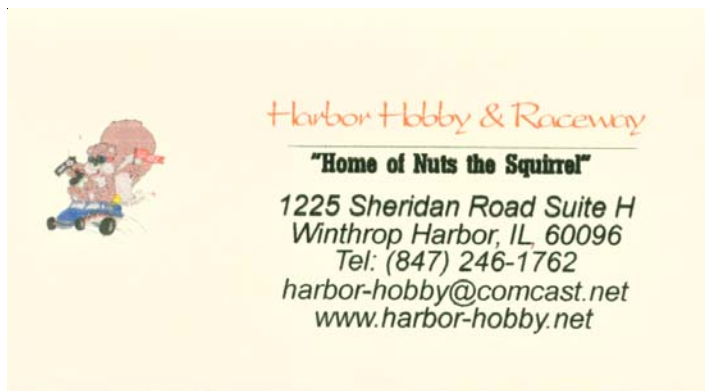 Harbor Hobby & Raceway
"Home of Nuts the Squirrel"
1225 Sheridan Road Suite H
Winthrop Harbor, IL, 60096
Tel: (847) 246-1762
harbor-hobby@comcast.net
www.harbor-hobby.net